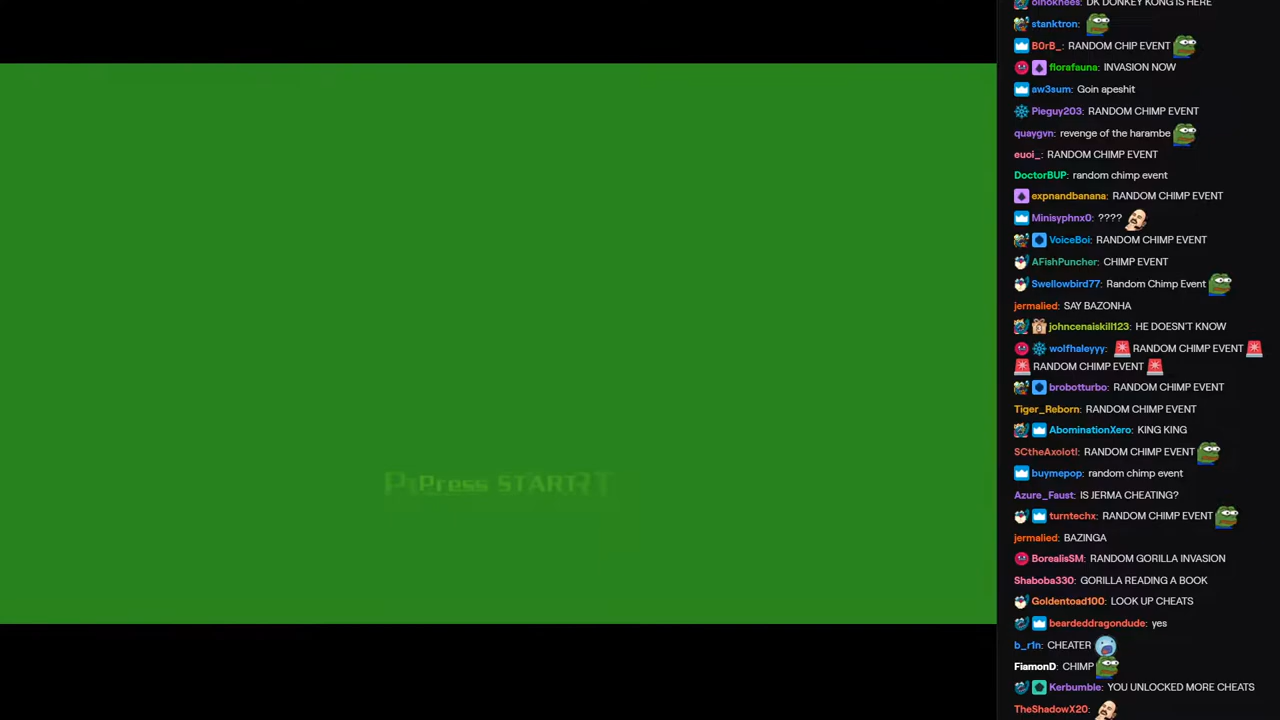 Press START
oinoknees: DK DONKEY KONG IS HERE
stanktron:
B0rB_: RANDOM CHIP EVENT
florafauna: INVASION NOW
aw3sum: Goin apeshit
Pieguy203: RANDOM CHIMP EVENT
quaygvn: revenge of the harambe
euoi_: RANDOM CHIMP EVENT
DoctorBUP: random chimp event
expnandbanana: RANDOM CHIMP EVENT
Minisyphnx0: ????
VoiceBoi: RANDOM CHIMP EVENT
AFishPuncher: CHIMP EVENT
Swellowbird77: Random Chimp Event
jermalied: SAY BAZONHA
johncenaiskill123: HE DOESN'T KNOW
wolfhaleyyy: RANDOM CHIMP EVENT
RANDOM CHIMP EVENT
brobotturbo: RANDOM CHIMP EVENT
Tiger_Reborn: RANDOM CHIMP EVENT
AbominationXero: KING KING
SCtheAxolotl: RANDOM CHIMP EVENT
buymepop: random chimp event
Azure_Faust: IS JERMA CHEATING?
turntechx: RANDOM CHIMP EVENT
jermalied: BAZINGA
BorealisSM: RANDOM GORILLA INVASION
Shaboba330: GORILLA READING A BOOK
Goldentoad100: LOOK UP CHEATS
beardeddragondude: yes
b_r1n: CHEATER
FiamonD: CHIMP
Kerbumble: YOU UNLOCKED MORE CHEATS
TheShadowX20: